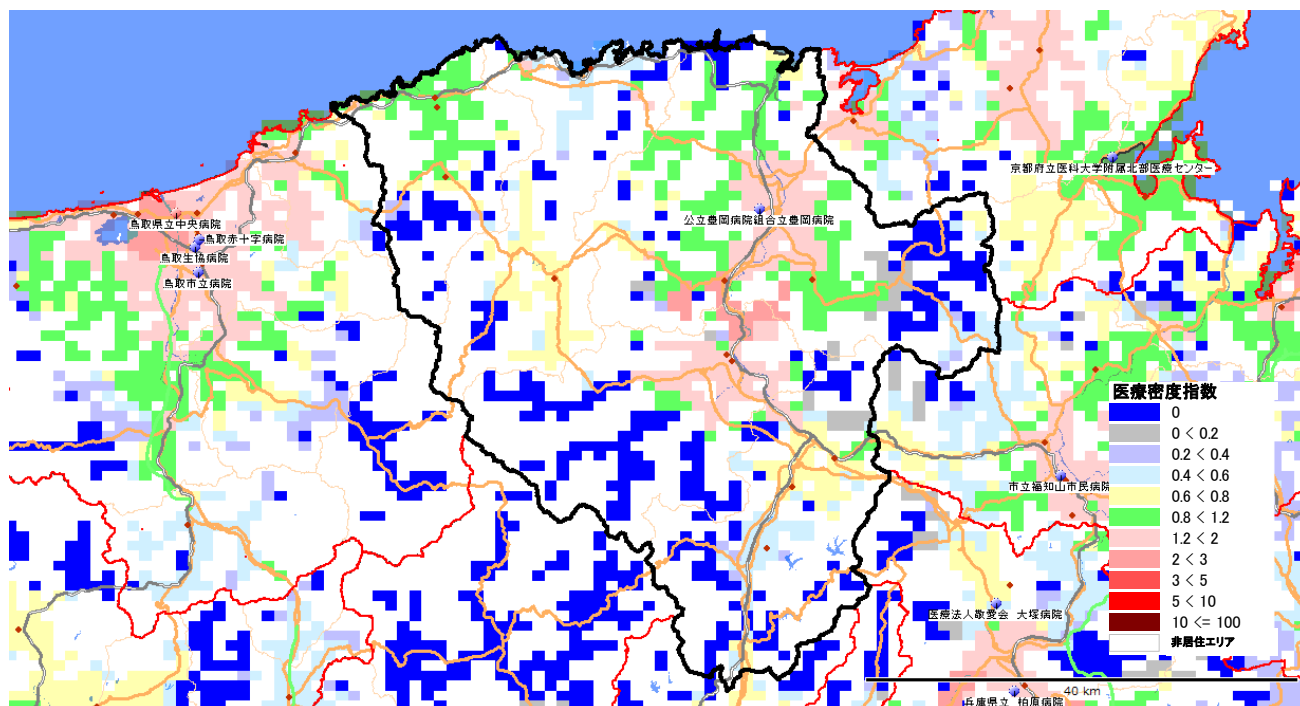 京都府立医科大学附属北部医療センター
公立豊岡病院組合立豊岡病院
鳥取県立中央病院
鳥取赤十字病院
鳥取生協病院
鳥取市立病院
市立福知山市民病院
医療法人敬愛会 大塚病院
兵庫県立 柏原病院
医療密度指数
0
0 < 0.2
0.2 < 0.4
0.4 < 0.6
0.6 < 0.8
0.8 < 1.2
1.2 < 2
2 < 3
3 < 5
5 < 10
10 <= 100
非居住エリア
40 km